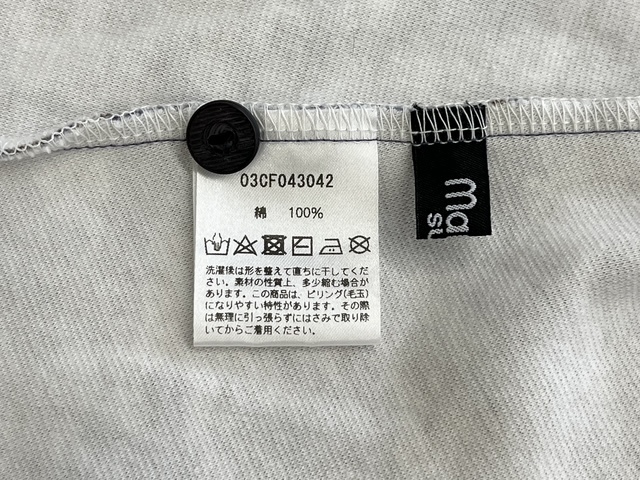 03CF043042
綿 100%
洗濯後は形を整えて直ちに干してくださ
い。素材の性質上、多少縮む場合が
あります。この商品は、ピリング(毛玉)
になりやすい特性があります。その際
は無理に引っ張らずにはさみで取り除
いてからご着用ください。
Ma
su